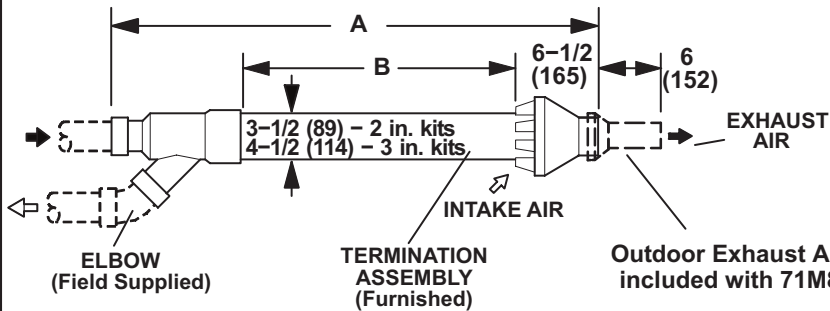 A
B
6−1/2
(165)
6
(152)
3−1/2 (89) − 2 in. kits
4−1/2 (114) − 3 in. kits
EXHAUST
AIR
INTAKE AIR
ELBOW
(Field Supplied)
TERMINATION
ASSEMBLY
(Furnished)
Outdoor Exhaust
included with